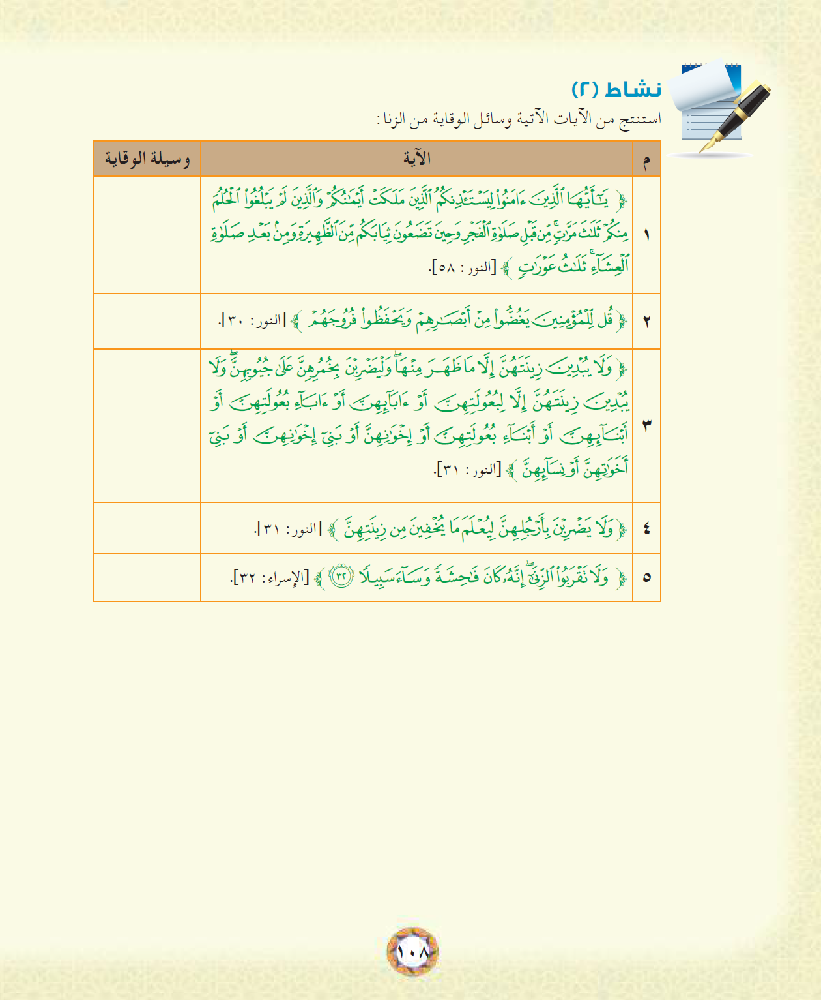 نشاط (٢)
استنتج من الآيات الآتية وسائل الوقاية من الزنا:
م الآية وسيلة الوقاية
١
﴿ يَـٰٓأَيُّهَا ٱلَّذِينَ ءَامَنُوا۟ لِيَسْتَـْٔذِنكُمُ ٱلَّذِينَ مَلَكَتْ أَيْمَـٰنُكُمْ وَٱلَّذِينَ لَمْ يَبْلُغُوا۟ ٱلْحُلُمَ
مِنكُمْ ثَلَـٰثَ مَرَّٰتٍ ۚ مِّن قَبْلِ صَلَوٰةِ ٱلْفَجْرِ وَحِينَ تَضَعُونَ ثِيَابَكُم مِّنَ ٱلظَّهِيرَةِ وَمِنۢ بَعْدِ صَلَوٰةِ
ٱلْعِشَآءِ ۚ ثَلَـٰثُ عَوْرَٰتٍ ﴾ [النور: ٥٨].
٢
﴿ قُل لِّلْمُؤْمِنِينَ يَغُضُّوا۟ مِنْ أَبْصَـٰرِهِمْ وَيَحْفَظُوا۟ فُرُوجَهُمْ ﴾ [النور: ٣٠].
٣
﴿ وَلَا يُبْدِينَ زِينَتَهُنَّ إِلَّا مَا ظَهَرَ مِنْهَا ۖ وَلْيَضْرِبْنَ بِخُمُرِهِنَّ عَلَىٰ جُيُوبِهِنَّ ۖ وَلَا
يُبْدِينَ زِينَتَهُنَّ إِلَّا لِبُعُولَتِهِنَّ أَوْ ءَابَآئِهِنَّ أَوْ ءَابَآءِ بُعُولَتِهِنَّ أَوْ
أَبْنَآئِهِنَّ أَوْ أَبْنَآءِ بُعُولَتِهِنَّ أَوْ إِخْوَٰنِهِنَّ أَوْ بَنِىٓ إِخْوَٰنِهِنَّ أَوْ بَنِىٓ
أَخَوَٰتِهِنَّ أَوْ نِسَآئِهِنَّ ﴾ [النور: ٣١].
٤
﴿ وَلَا يَضْرِبْنَ بِأَرْجُلِهِنَّ لِيُعْلَمَ مَا يُخْفِينَ مِن زِينَتِهِنَّ ﴾ [النور: ٣١].
٥
﴿ وَلَا تَقْرَبُوا۟ ٱلزِّنَىٰٓ ۖ إِنَّهُۥ كَانَ فَـٰحِشَةً وَسَآءَ سَبِيلًا ٣٢ ﴾ [الإسراء: ٣٢].
١٠٨